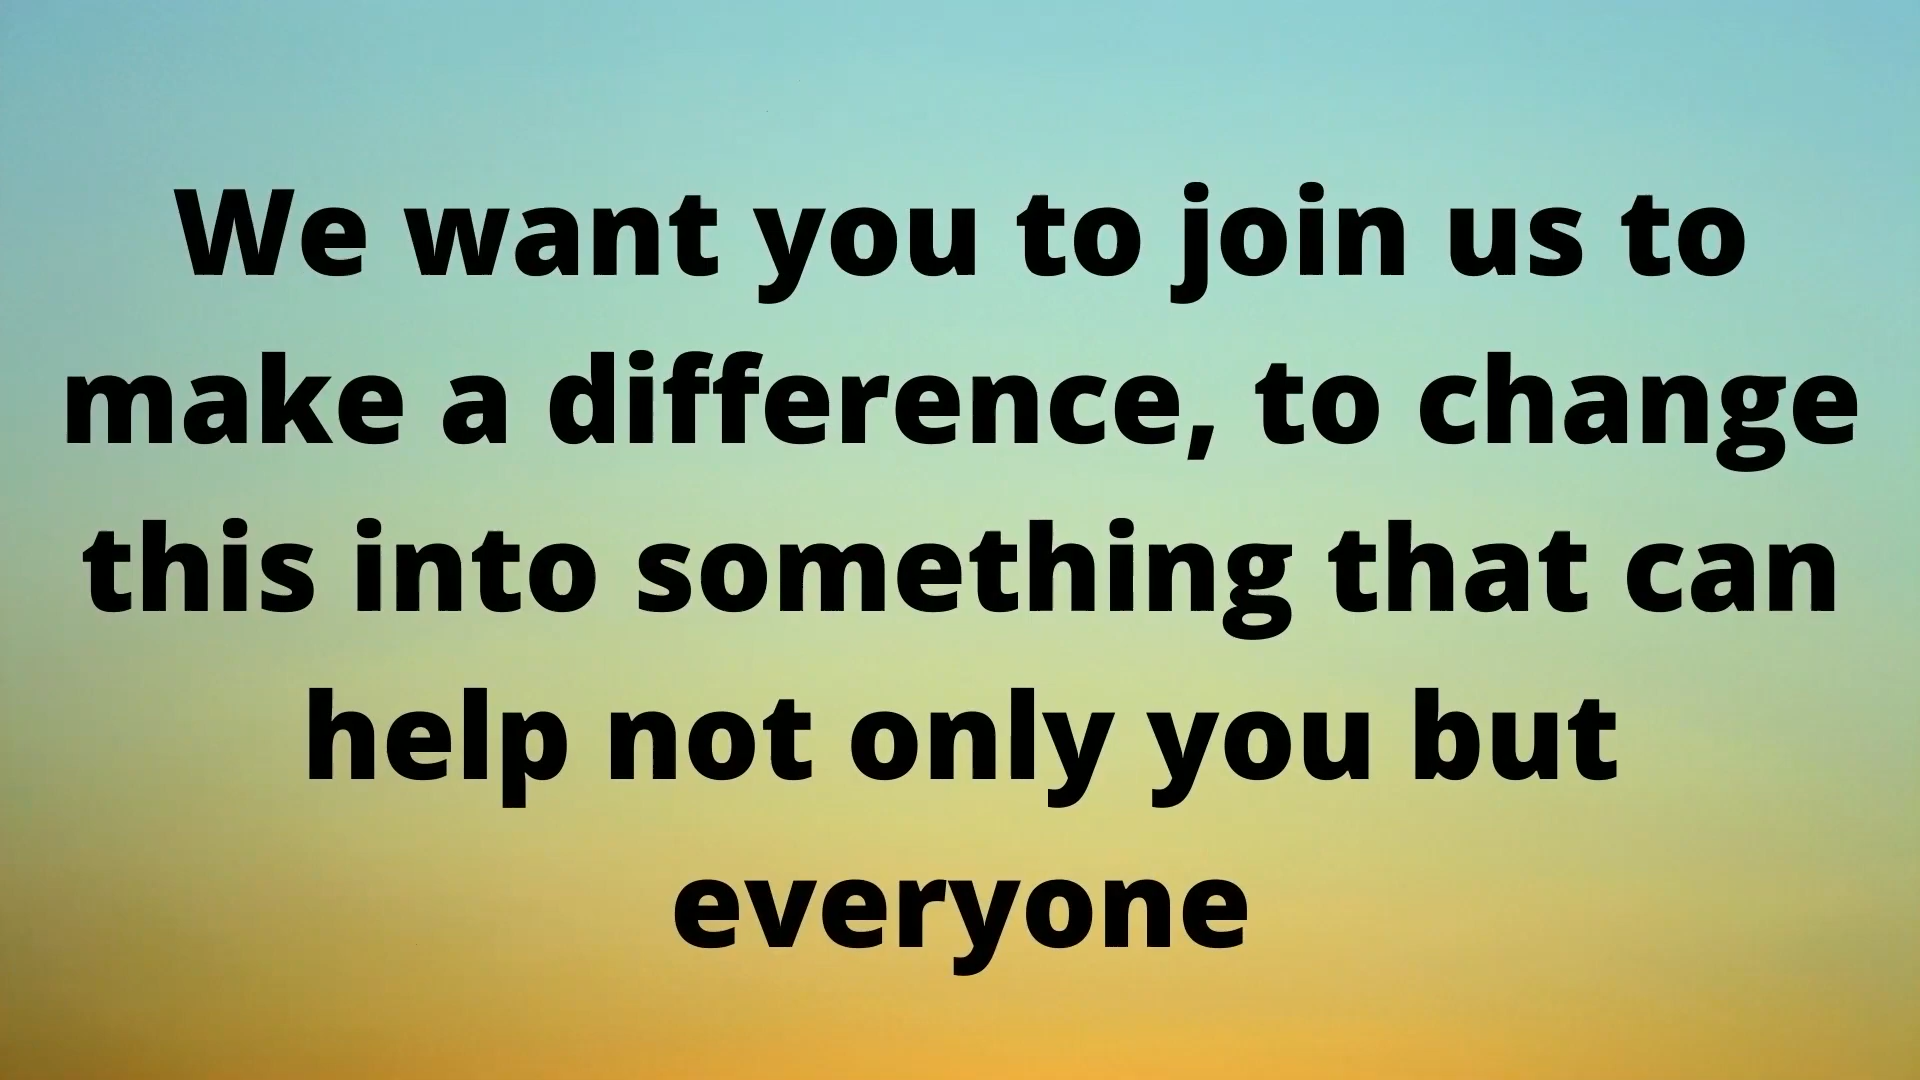 We want you to join us to
make a difference, to change
this into something that can
help not only you but
everyone